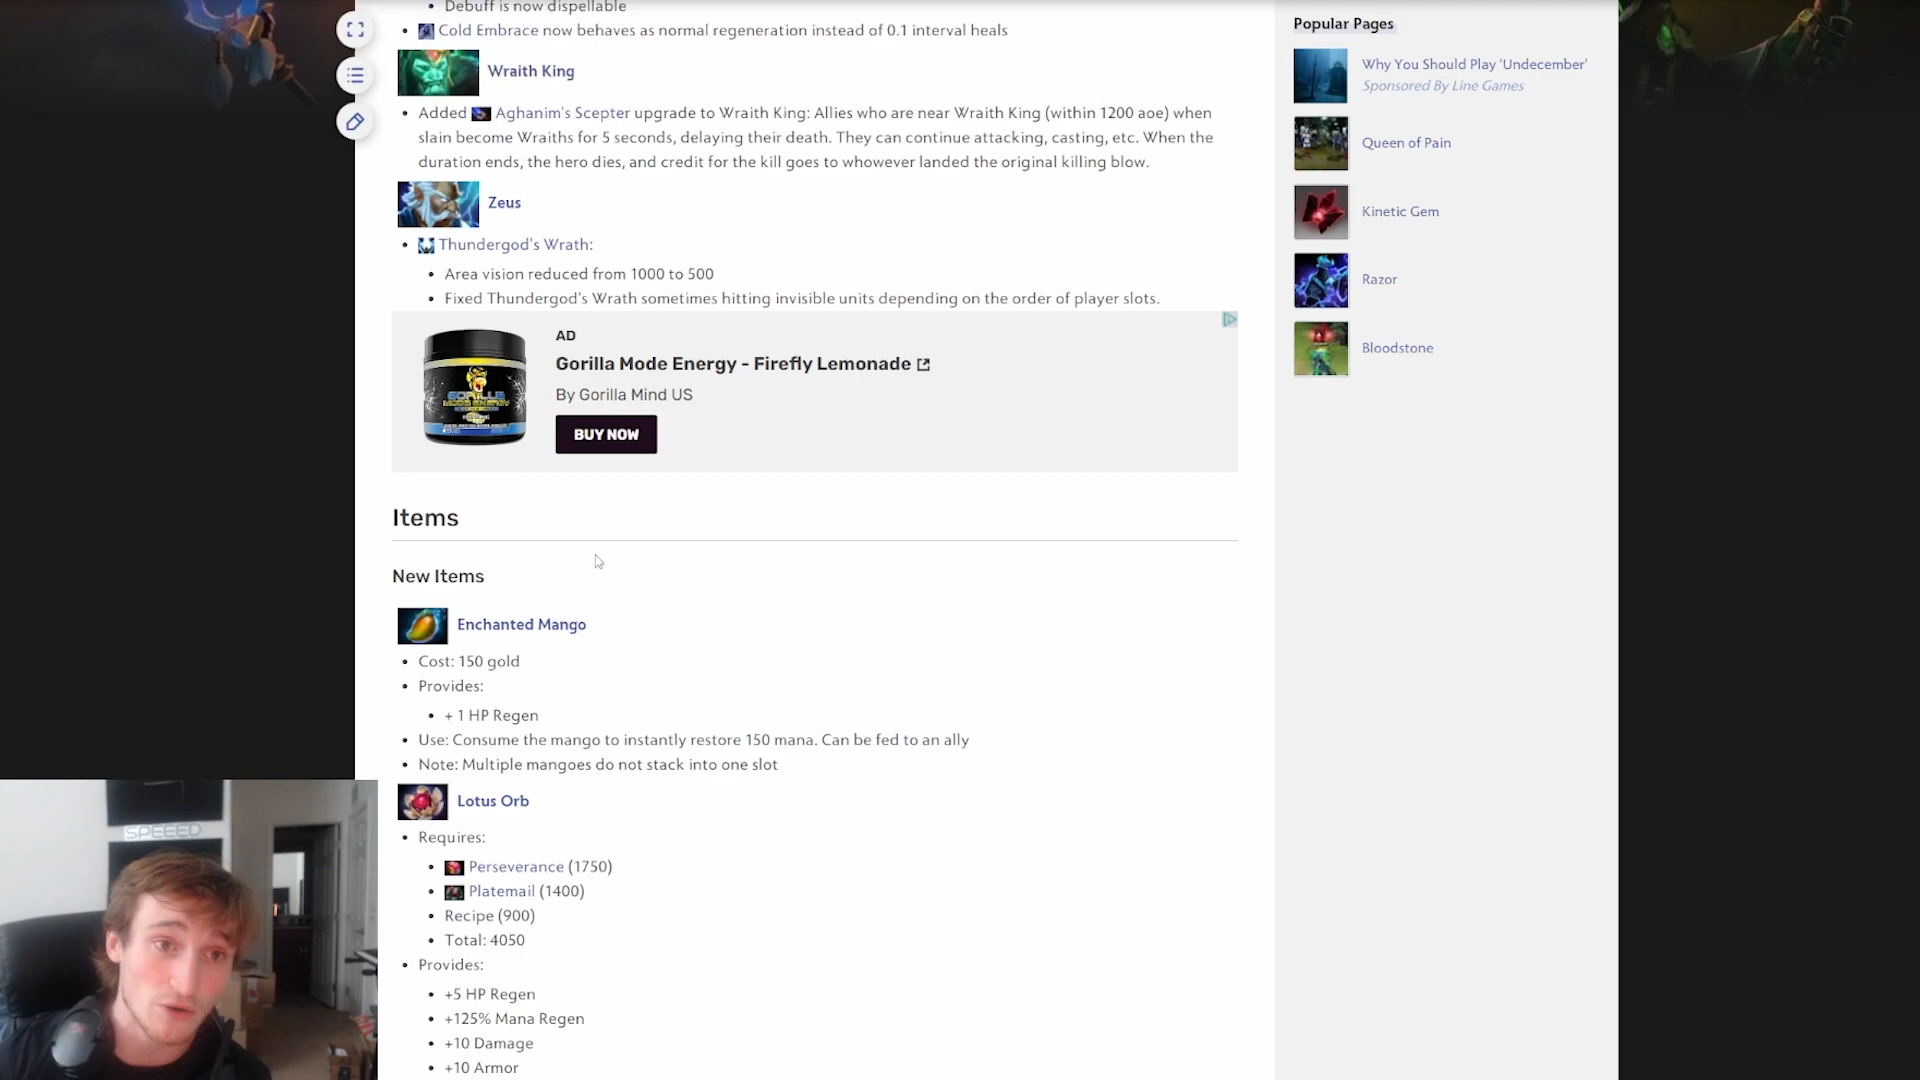 Debuff is now dispellable
Cold Embrace now behaves as normal regeneration instead of 0.1 interval heals
Wraith King
Added Aghanim's Scepter upgrade to Wraith King: Allies who are near Wraith King (within 1200 aoe) when
slain become Wraiths for 5 seconds, delaying their death. They can continue attacking, casting, etc. When the
duration ends, the hero dies, and credit for the kill goes to whowever landed the original killing blow.
Zeus
Thundergod's Wrath:
Area vision reduced from 1000 to 500
Fixed Thundergod's Wrath sometimes hitting invisible units depending on the order of player slots.
AD
Gorilla Mode Energy - Firefly Lemonade
By Gorilla Mind US
BUY NOW
GORILLA
MODE ENERGY
Items
New Items
Enchanted Mango
Cost: 150 gold
Provides:
+ 1 HP Regen
Use: Consume the mango to instantly restore 150 mana. Can be fed to an ally
Note: Multiple mangoes do not stack into one slot
Lotus Orb
Requires:
Perseverance (1750)
Platemail (1400)
Recipe (900)
Total: 4050
Provides:
+5 HP Regen
+125% Mana Regen
+10 Damage
+10 Armor
Popular Pages
Why You Should Play 'Undecember'
Sponsored By Line Games
Queen of Pain
Kinetic Gem
Razor
Bloodstone
SPEEED